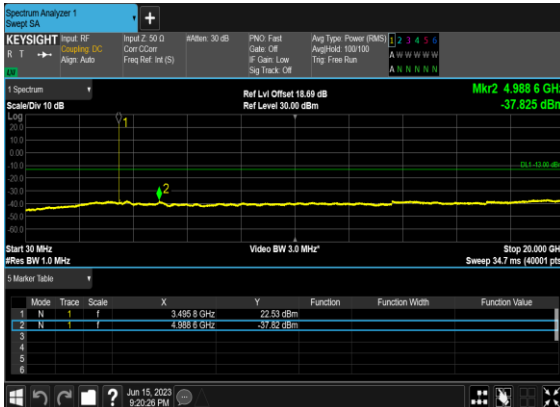 Spectrum Analyzer 1
Swept SA
+
KEYSIGHT Input: RF Input Z: 50 Ω #Atten: 30 dB PNO: Fast Avg Type: Power (RMS) 1 2 3 4 5 6
R T Coupling: DC Corr CCorr Gate: Off Avg|Hold: 100/100 A W W W W W
Align: Auto Freq Ref: Int (S) IF Gain: Low Trig: Free Run
LW Sig Track: Off A N N N N N
1 Spectrum
Ref Lvl Offset 18.69 dB Mkr2 4.988 6 GHz
Scale/Div 10 dB Ref Level 30.00 dBm -37.825 dBm
Log
20.0
10.0
0.00
-10.0
DL1 -13.00 dBm
-20.0
-30.0
-40.0
-50.0
-60.0
1
2
Start 30 MHz Video BW 3.0 MHz* Stop 20.000 GHz
#Res BW 1.0 MHz Sweep 34.7 ms (40001 pts)
5 Marker Table
Mode Trace Scale X Y Function Function Width Function Value
1 N 1 f 3.495 8 GHz 22.53 dBm
2 N 1 f 4.988 6 GHz -37.82 dBm
3
4
5
6
? Jun 15, 2023
9:20:26 PM